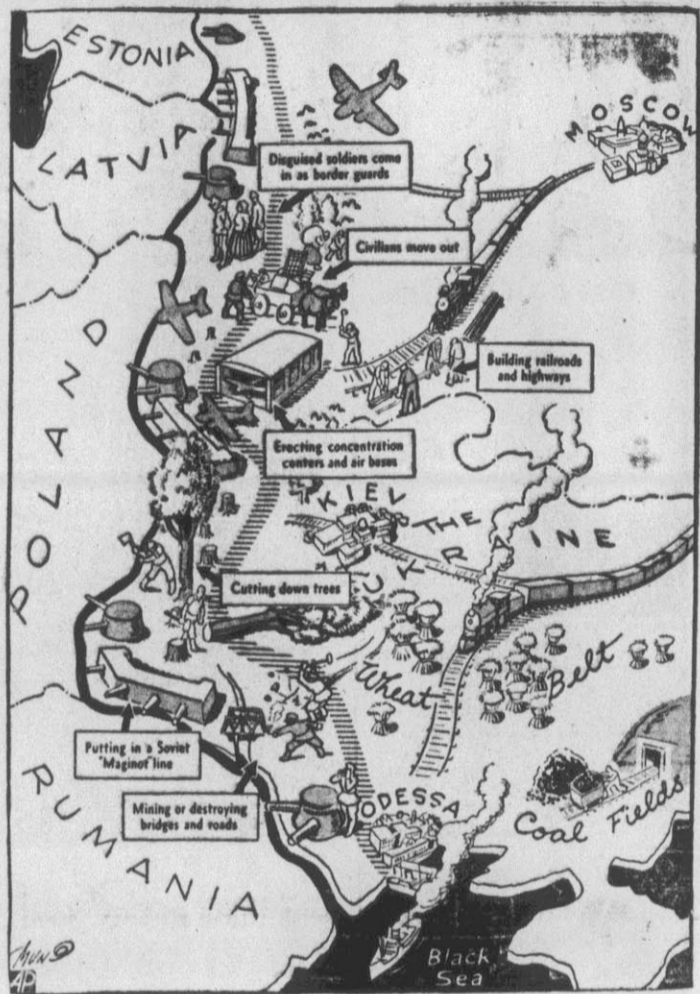 ESTONIA
LATVIA
MOSCOW
Disguised soldiers come
in as border guards
Civilians move out
POLAND
Building railroads
and highways
Erecting concentration
centers and air bases
KIEV
THE
UKRAINE
Cutting down trees
Wheat Belt
Putting in a Soviet
"Maginot" line
Mining or destroying
bridges and roads
ODESSA
Coal Fields
RUMANIA
Black
Sea
MUNO
AP